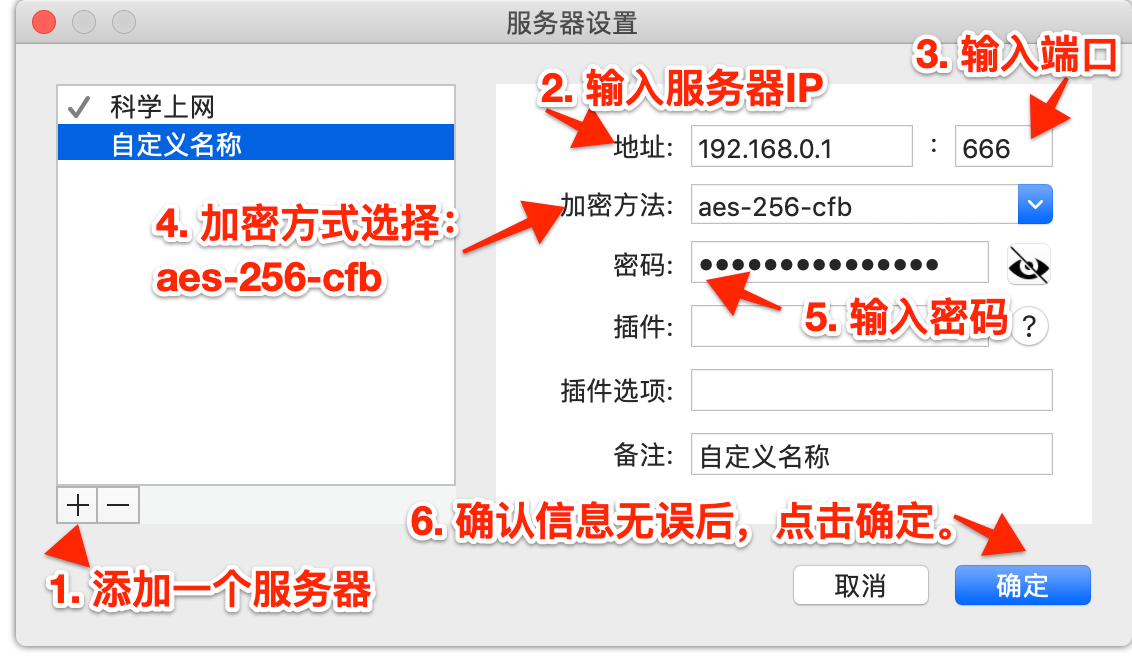 服务器设置
3. 输入端口
2. 输入服务器IP
科学上网
自定义名称
地址: 192.168.0.1 : 666
4. 加密方式选择：
aes-256-cfb
加密方法: aes-256-cfb
密码: ●●●●●●●●●●●●●●●
5. 输入密码
插件: ?
插件选项:
备注: 自定义名称
6. 确认信息无误后，点击确定。
1. 添加一个服务器
取消 确定